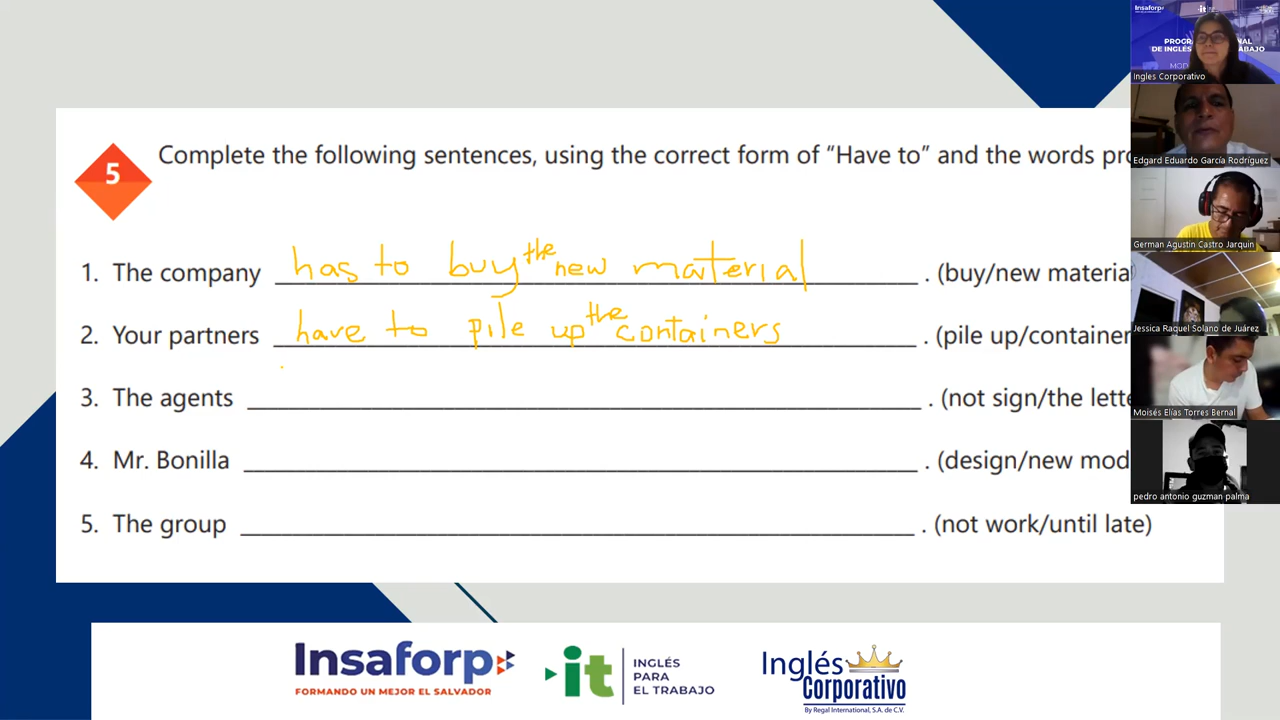 5 Complete the following sentences, using the correct form of “Have to” and the words pro
1. The company has to buy the new material . (buy/new materia
2. Your partners have to pile up the containers . (pile up/container
3. The agents . (not sign/the lette
4. Mr. Bonilla . (design/new mod
5. The group . (not work/until late)
Insaforp
FORMANDO UN MEJOR EL SALVADOR
it INGLÉS PARA EL TRABAJO
Inglés Corporativo
By Regal International, S.A. de C.V.
Insaforp
it
DE INGLÉS
Ingles Corporativo
Edgard Eduardo García Rodríguez
German Agustin Castro Jarquin
Jessica Raquel Solano de Juárez
Moisés Elías Torres Bernal
pedro antonio guzman palma